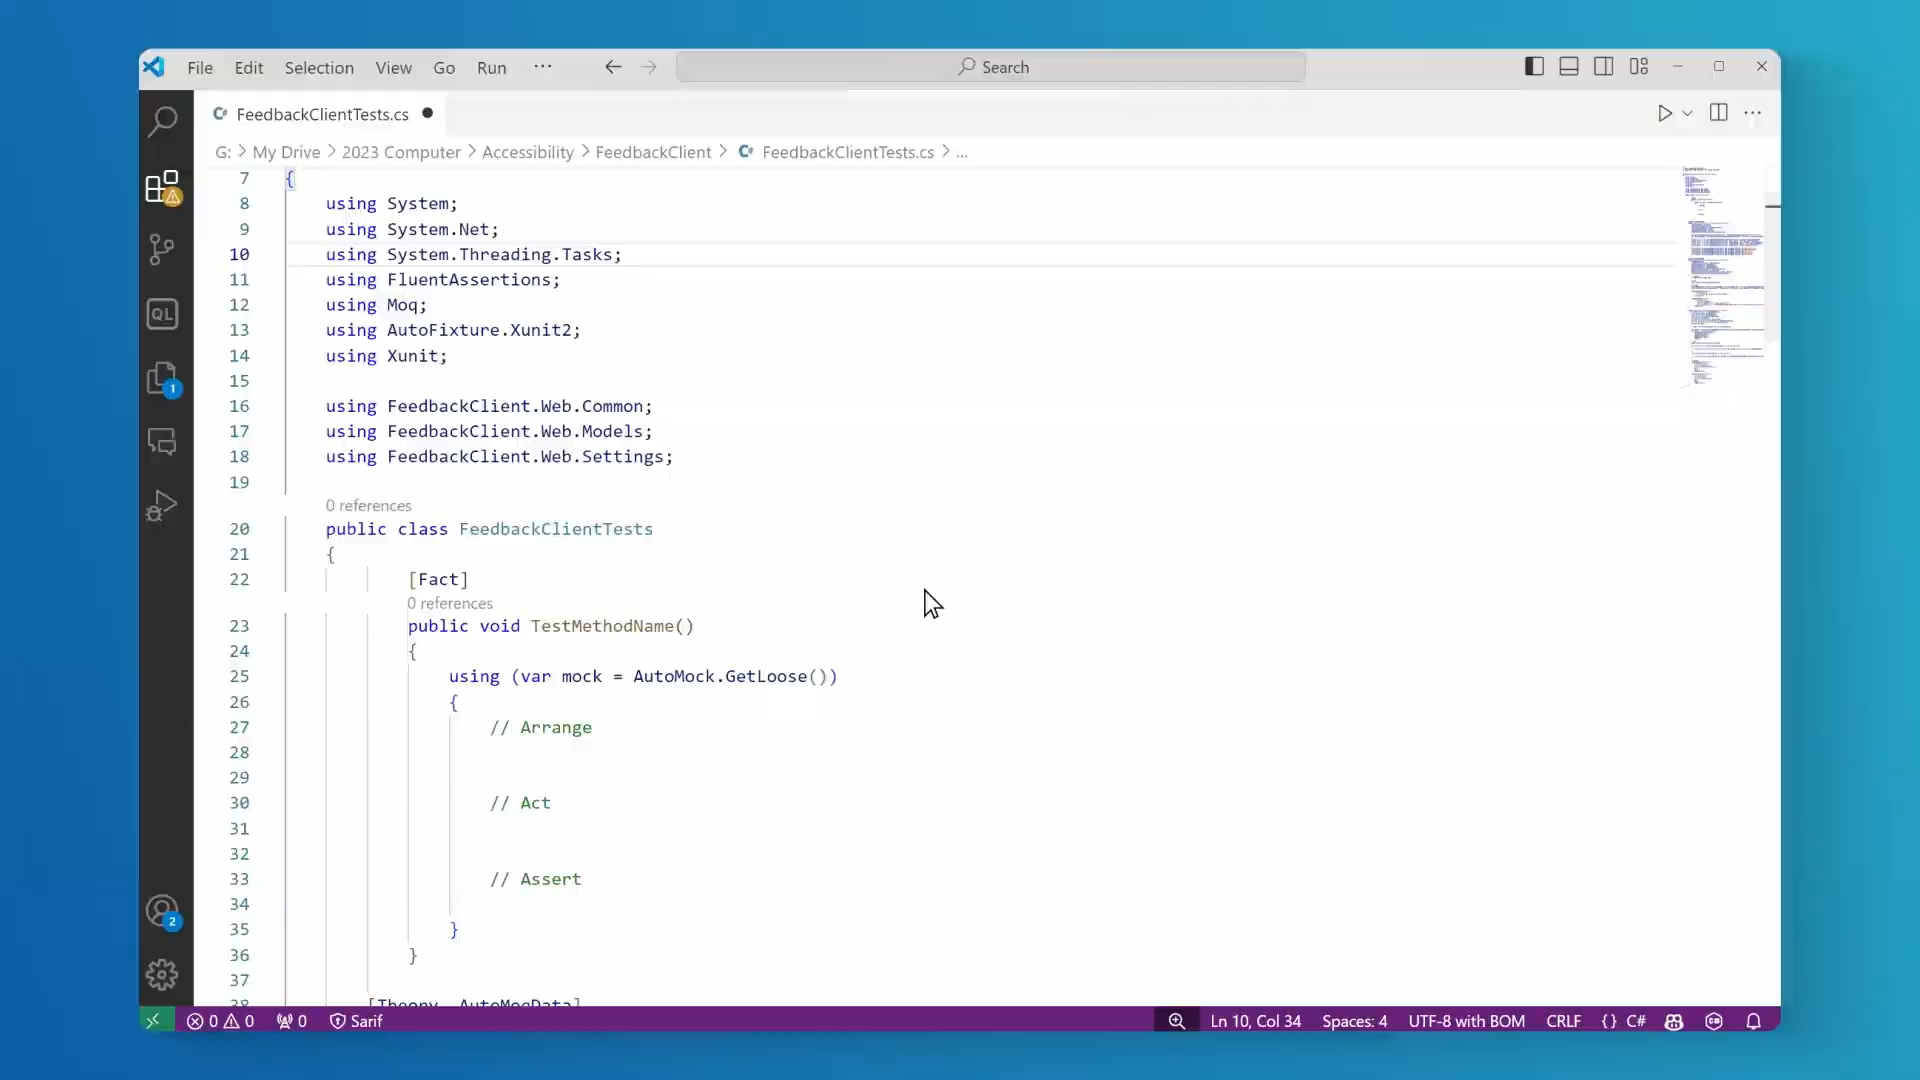 File Edit Selection View Go Run ··· Search
FeedbackClientTests.cs
G: > My Drive > 2023 Computer > Accessibility > FeedbackClient > FeedbackClientTests.cs > ...
7 {
8 using System;
9 using System.Net;
10 using System.Threading.Tasks;
11 using FluentAssertions;
12 using Moq;
13 using AutoFixture.Xunit2;
14 using Xunit;
15
16 using FeedbackClient.Web.Common;
17 using FeedbackClient.Web.Models;
18 using FeedbackClient.Web.Settings;
19
0 references
20 public class FeedbackClientTests
21 {
22 [Fact]
0 references
23 public void TestMethodName()
24 {
25 using (var mock = AutoMock.GetLoose())
26 {
27 // Arrange
28
29
30 // Act
31
32
33 // Assert
34
35 }
36 }
37
38 [Theory, AutoMoqData]
QL
1
2
0 0 0 Sarif Ln 10, Col 34 Spaces: 4 UTF-8 with BOM CRLF {} C#